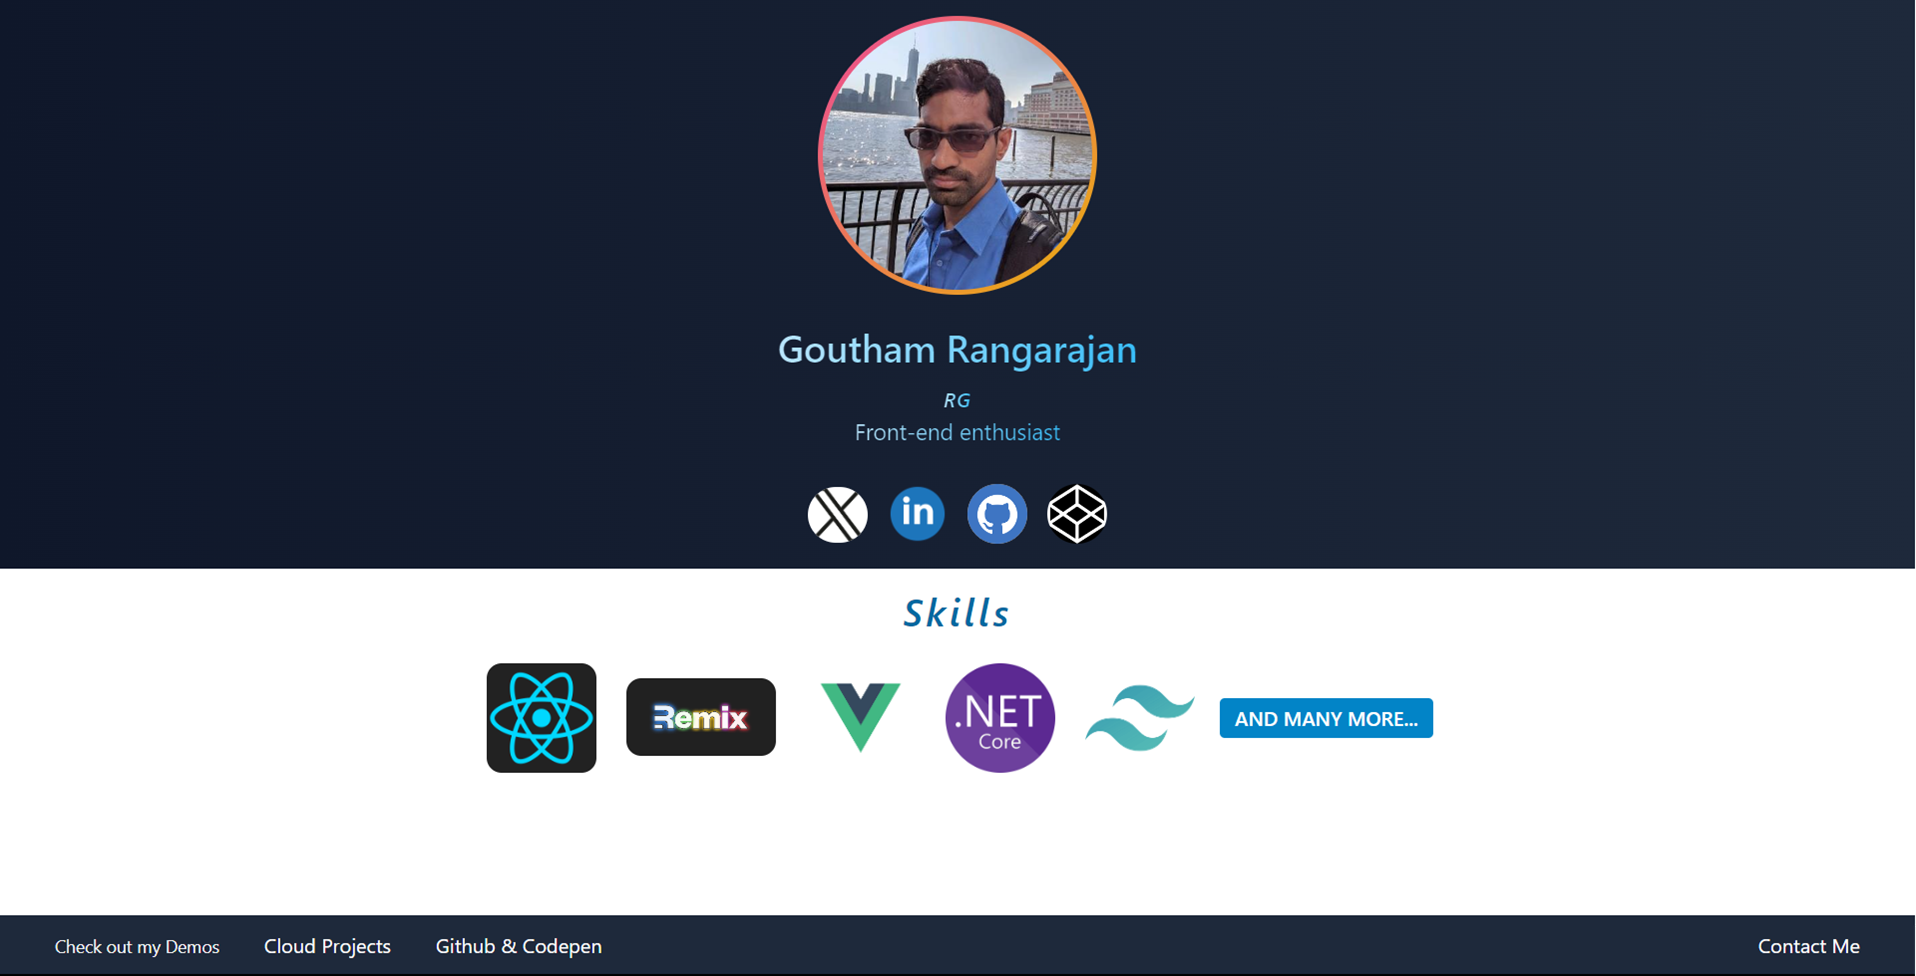 Goutham Rangarajan
RG
Front-end enthusiast
in
Skills
Remix
.NET
Core
AND MANY MORE...
Check out my Demos
Cloud Projects
Github & Codepen
Contact Me